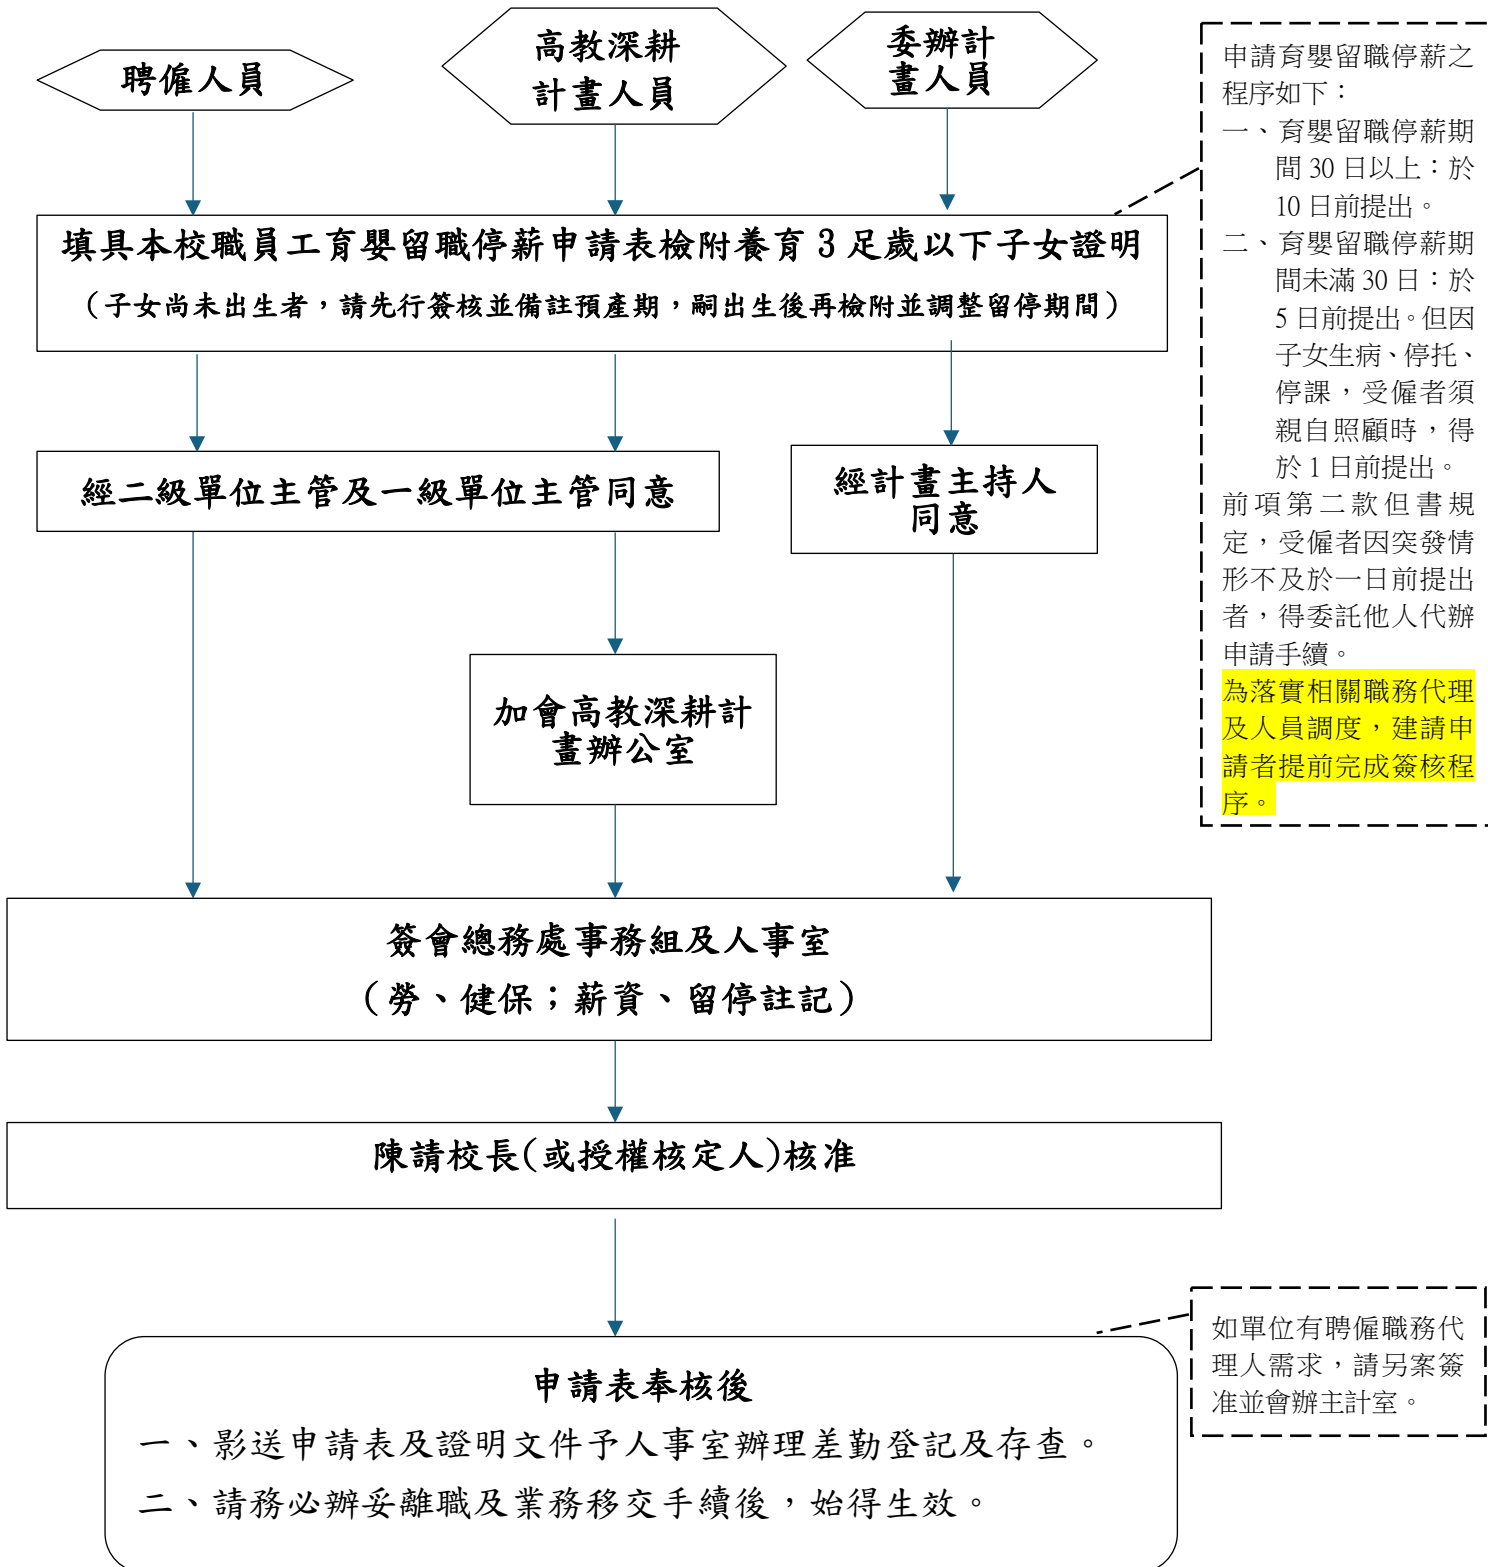 聘僱人員
高教深耕
計畫人員
委辦計
畫人員
申請育嬰留職停薪之
程序如下：
一、育嬰留職停薪期
間 30 日以上：於
10 日前提出。
二、育嬰留職停薪期
間未滿 30 日：於
5 日前提出。但因
子女生病、停托、
停課，受僱者須
親自照顧時，得
於 1 日前提出。
前項第二款但書規
定，受僱者因突發情
形不及於一日前提出
者，得委託他人代辦
申請手續。
為落實相關職務代理
及人員調度，建請申
請者提前完成簽核程
序。
填具本校職員工育嬰留職停薪申請表檢附養育 3 足歲以下子女證明
（子女尚未出生者，請先行簽核並備註預產期，嗣出生後再檢附並調整留停期間）
經二級單位主管及一級單位主管同意
經計畫主持人
同意
加會高教深耕計
畫辦公室
簽會總務處事務組及人事室
（勞、健保；薪資、留停註記）
陳請校長(或授權核定人)核准
如單位有聘僱職務代
理人需求，請另案簽
准並會辦主計室。
申請表奉核後
一、影送申請表及證明文件予人事室辦理差勤登記及存查。
二、請務必辦妥離職及業務移交手續後，始得生效。